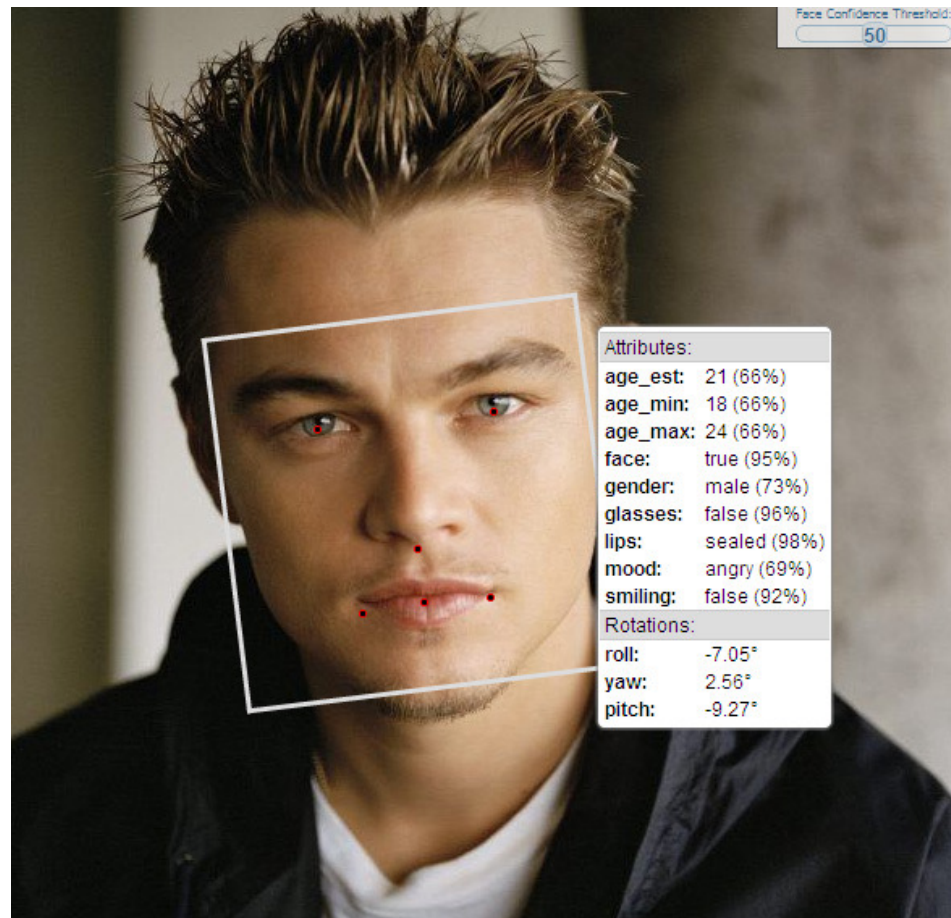 Face Confidence Threshold:
50
Attributes:
age_est: 21 (66%)
age_min: 18 (66%)
age_max: 24 (66%)
face: true (95%)
gender: male (73%)
glasses: false (96%)
lips: sealed (98%)
mood: angry (69%)
smiling: false (92%)
Rotations:
roll: -7.05°
yaw: 2.56°
pitch: -9.27°